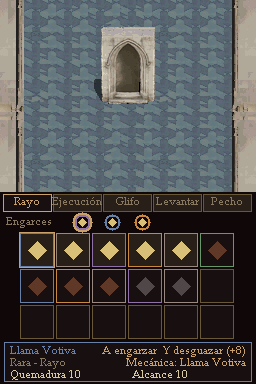 Rayo Ejecución Glifo Levantar Pecho
Engarces
Llama Votiva A engarzar Y desguazar (+8)
Rara - Rayo Mecánica: Llama Votiva
Quemadura 10 Alcance 10